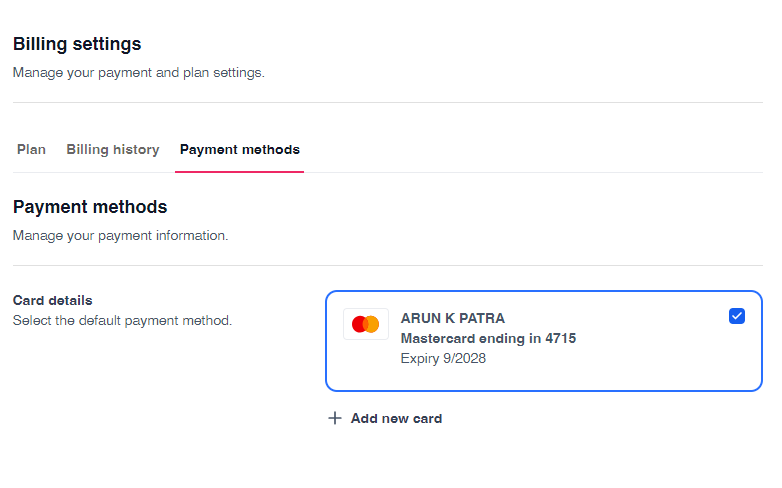 Billing settings
Manage your payment and plan settings.
Plan Billing history Payment methods
Payment methods
Manage your payment information.
Card details
Select the default payment method.
ARUN K PATRA
Mastercard ending in 4715
Expiry 9/2028
Add new card